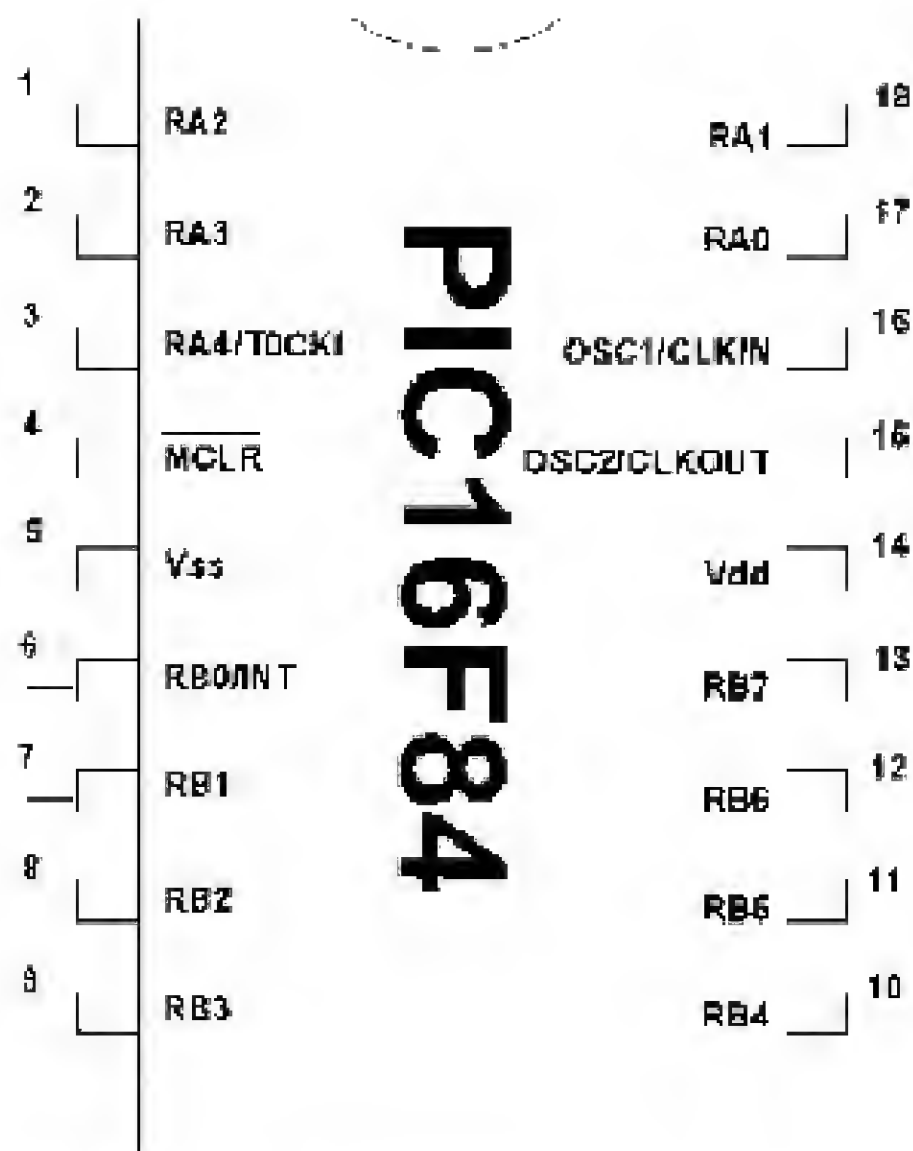 1 RA2 RA1 18
2 RA3 RA0 17
3 RA4/T0CKI OSC1/CLKIN 16
4 MCLR OSC2/CLKOUT 15
5 Vss Vdd 14
6 RB0/INT RB7 13
7 RB1 RB6 12
8 RB2 RB5 11
9 RB3 RB4 10
PIC16F84